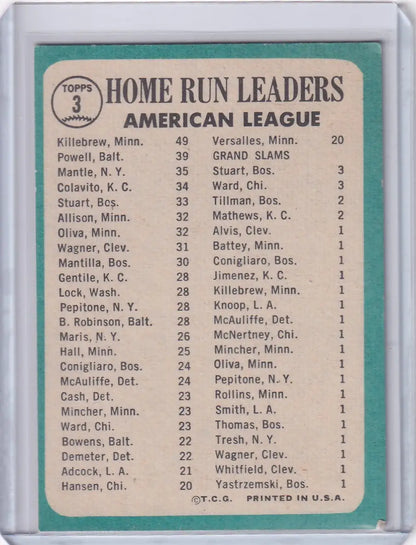 TOPPS
3
HOME RUN LEADERS
AMERICAN LEAGUE
Killebrew, Minn. 49
Powell, Balt. 39
Mantle, N. Y. 35
Colavito, K. C. 34
Stuart, Bos. 33
Allison, Minn. 32
Oliva, Minn. 32
Wagner, Clev. 31
Mantilla, Bos. 30
Gentile, K. C. 28
Lock, Wash. 28
Pepitone, N. Y. 28
B. Robinson, Balt. 28
Maris, N. Y. 26
Hall, Minn. 25
Conigliaro, Bos. 24
McAuliffe, Det. 24
Cash, Det. 23
Mincher, Minn. 23
Ward, Chi. 23
Bowens, Balt. 22
Demeter, Det. 22
Adcock, L. A. 21
Hansen, Chi. 20
Versalles, Minn. 20
GRAND SLAMS
Stuart, Bos. 3
Ward, Chi. 3
Tillman, Bos. 2
Mathews, K. C. 2
Alvis, Clev. 1
Battey, Minn. 1
Conigliaro, Bos. 1
Jimenez, K. C. 1
Killebrew, Minn. 1
Knoop, L. A. 1
McAuliffe, Det. 1
McNertney, Chi. 1
Mincher, Minn. 1
Oliva, Minn. 1
Pepitone, N. Y. 1
Rollins, Minn. 1
Smith, L. A. 1
Thomas, Bos. 1
Tresh, N. Y. 1
Wagner, Clev. 1
Whitfield, Clev. 1
Yastrzemski, Bos. 1
©T.C.G. PRINTED IN U.S.A.